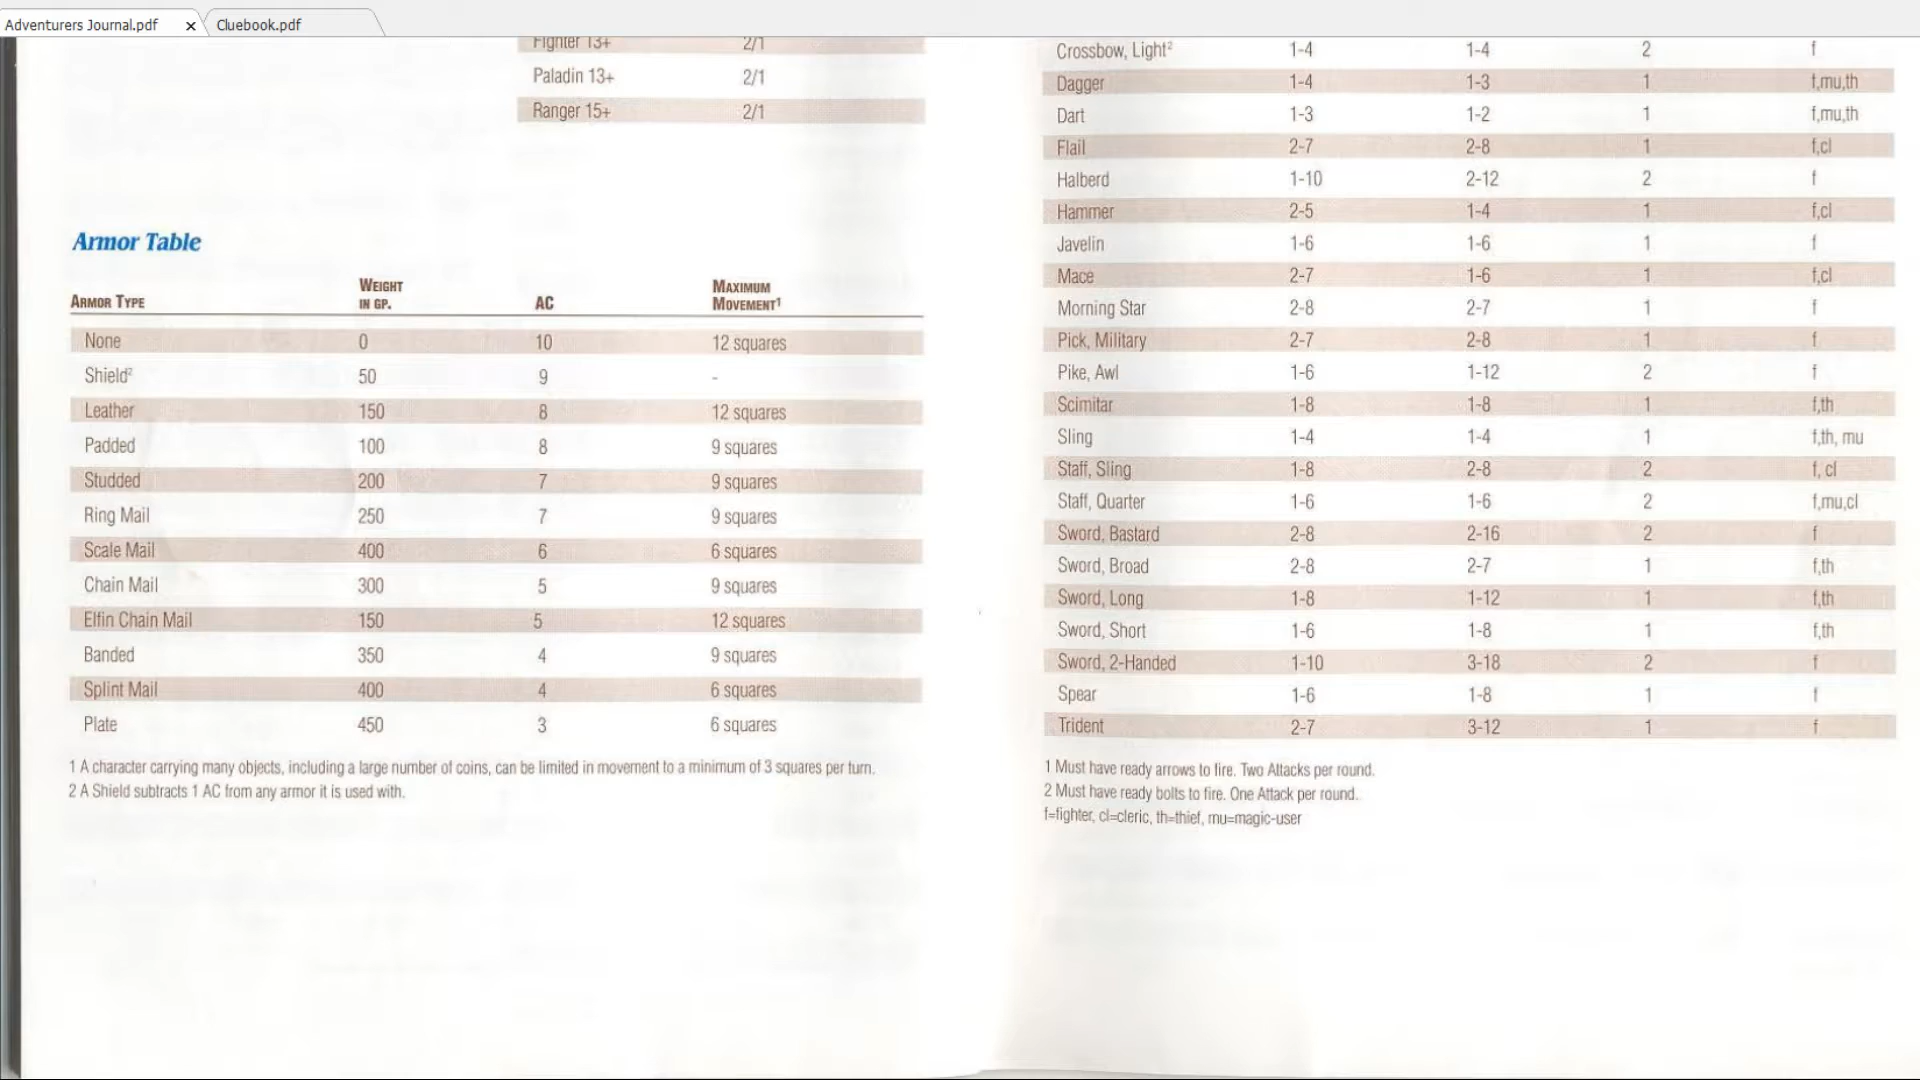 Adventurers Journal.pdf x Cluebook.pdf
Fighter 13+ 2/1
Paladin 13+ 2/1
Ranger 15+ 2/1
Armor Table
ARMOR TYPE WEIGHT IN GP. AC MAXIMUM MOVEMENT¹
None 0 10 12 squares
Shield² 50 9 -
Leather 150 8 12 squares
Padded 100 8 9 squares
Studded 200 7 9 squares
Ring Mail 250 7 9 squares
Scale Mail 400 6 6 squares
Chain Mail 300 5 9 squares
Elfin Chain Mail 150 5 12 squares
Banded 350 4 9 squares
Splint Mail 400 4 6 squares
Plate 450 3 6 squares
1 A character carrying many objects, including a large number of coins, can be limited in movement to a minimum of 3 squares per turn.
2 A Shield subtracts 1 AC from any armor it is used with.
Crossbow, Light² 1-4 1-4 2 f
Dagger 1-4 1-3 1 f,mu,th
Dart 1-3 1-2 1 f,mu,th
Flail 2-7 2-8 1 f,cl
Halberd 1-10 2-12 2 f
Hammer 2-5 1-4 1 f,cl
Javelin 1-6 1-6 1 f
Mace 2-7 1-6 1 f,cl
Morning Star 2-8 2-7 1 f
Pick, Military 2-7 2-8 1 f
Pike, Awl 1-6 1-12 2 f
Scimitar 1-8 1-8 1 f,th
Sling 1-4 1-4 1 f,th, mu
Staff, Sling 1-8 2-8 2 f, cl
Staff, Quarter 1-6 1-6 2 f,mu,cl
Sword, Bastard 2-8 2-16 2 f
Sword, Broad 2-8 2-7 1 f,th
Sword, Long 1-8 1-12 1 f,th
Sword, Short 1-6 1-8 1 f,th
Sword, 2-Handed 1-10 3-18 2 f
Spear 1-6 1-8 1 f
Trident 2-7 3-12 1 f
1 Must have ready arrows to fire. Two Attacks per round.
2 Must have ready bolts to fire. One Attack per round.
f=fighter, cl=cleric, th=thief, mu=magic-user